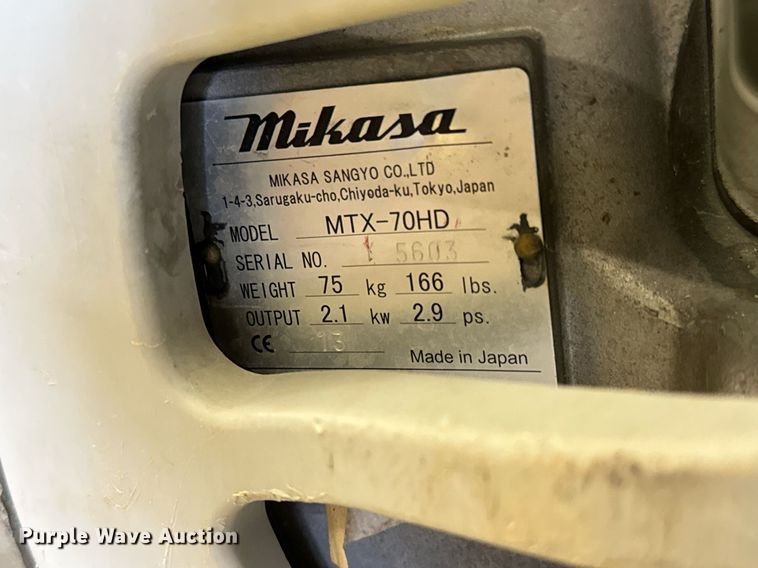 mikasa
MIKASA SANGYO CO.,LTD
1-4-3,Sarugaku-cho,Chiyoda-ku,Tokyo,Japan
MODEL MTX-70HD
SERIAL NO. 5603
WEIGHT 75 kg 166 lbs.
OUTPUT 2.1 kw 2.9 ps.
CE 13
Made in Japan
Purple Wave Auction